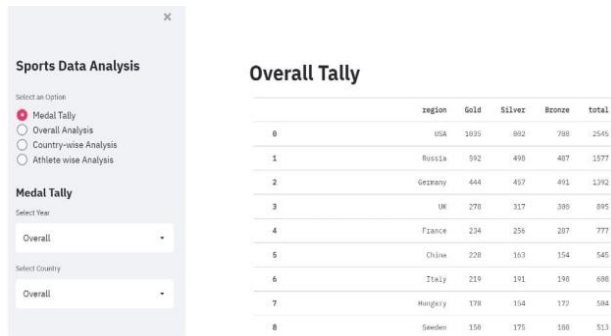 ×
Sports Data Analysis
Select an Option
Medal Tally
Overall Analysis
Country-wise Analysis
Athlete wise Analysis
Medal Tally
Select Year
Overall
Select Country
Overall
Overall Tally
region Gold Silver Bronze total
0 USA 1035 802 708 2545
1 Russia 592 498 487 1577
2 Germany 444 457 491 1392
3 UK 278 317 300 895
4 France 234 256 287 777
5 China 228 163 154 545
6 Italy 219 191 198 608
7 Hungary 178 154 172 504
8 Sweden 150 175 188 513